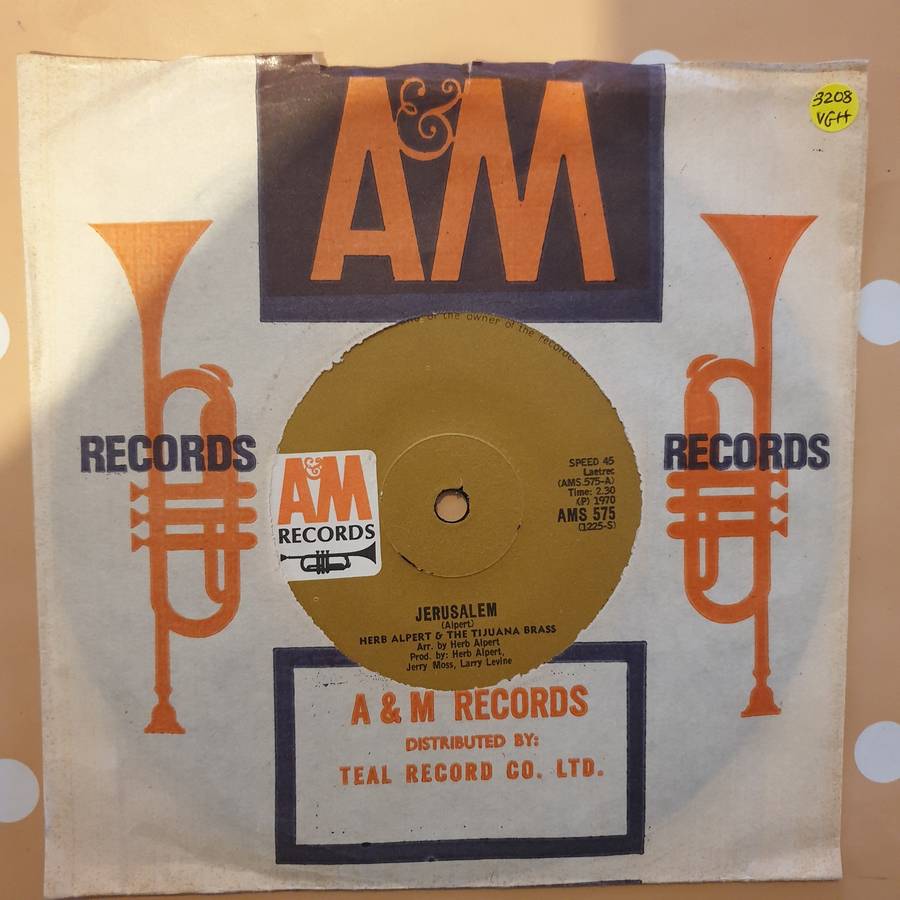 A&M
3208
VGH
RECORDS
RECORDS
of the owner of the recorded
A&M
RECORDS
SPEED 45
Laetrec
(AMS.575-A)
Time: 2.30
(P) 1970
AMS 575
(1225-S)
JERUSALEM
(Alpert)
HERB ALPERT & THE TIJUANA BRASS
Arr. by Herb Alpert
Prod. by: Herb Alpert,
Jerry Moss, Larry Levine
A & M RECORDS
DISTRIBUTED BY:
TEAL RECORD CO. LTD.